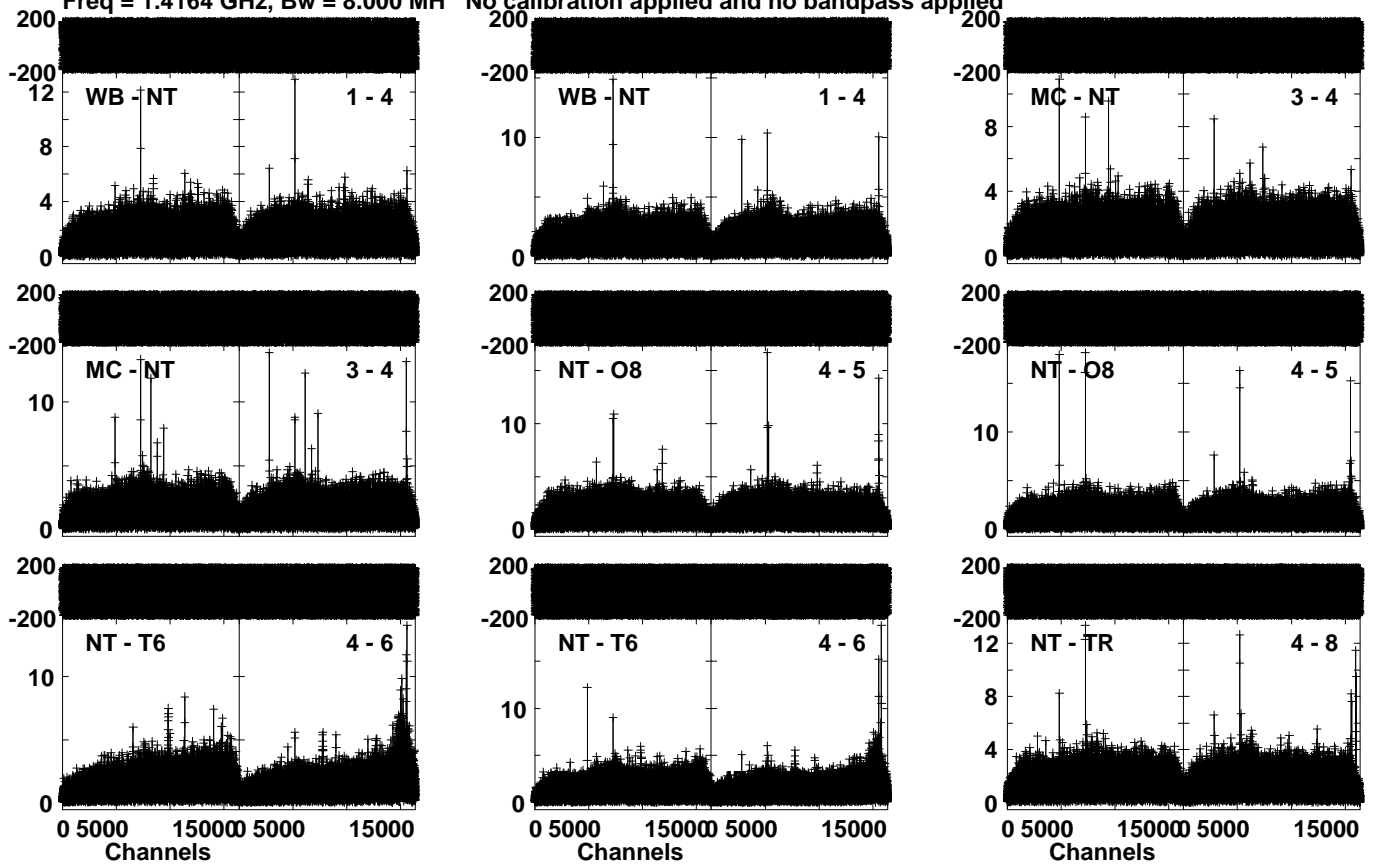 Freq = 1.4164 GHz, Bw = 8.000 MH No calibration applied and no bandpass applied
200 200 200
-200 -200 -200
12 WB - NT 1 - 4 WB - NT 1 - 4 MC - NT 3 - 4
10
8 8
4 4
0 0 0
200 200 200
-200 -200 -200
MC - NT 3 - 4 NT - O8 4 - 5 NT - O8 4 - 5
10 10 10
0 0 0
200 200 200
-200 -200 -200
NT - T6 4 - 6 NT - T6 4 - 6 12 NT - TR 4 - 8
10 10 8
4
0 0 0
0 5000 15000 0 5000 15000 0 5000 15000 0 5000 15000 0 5000 15000 0 5000 15000
Channels Channels Channels